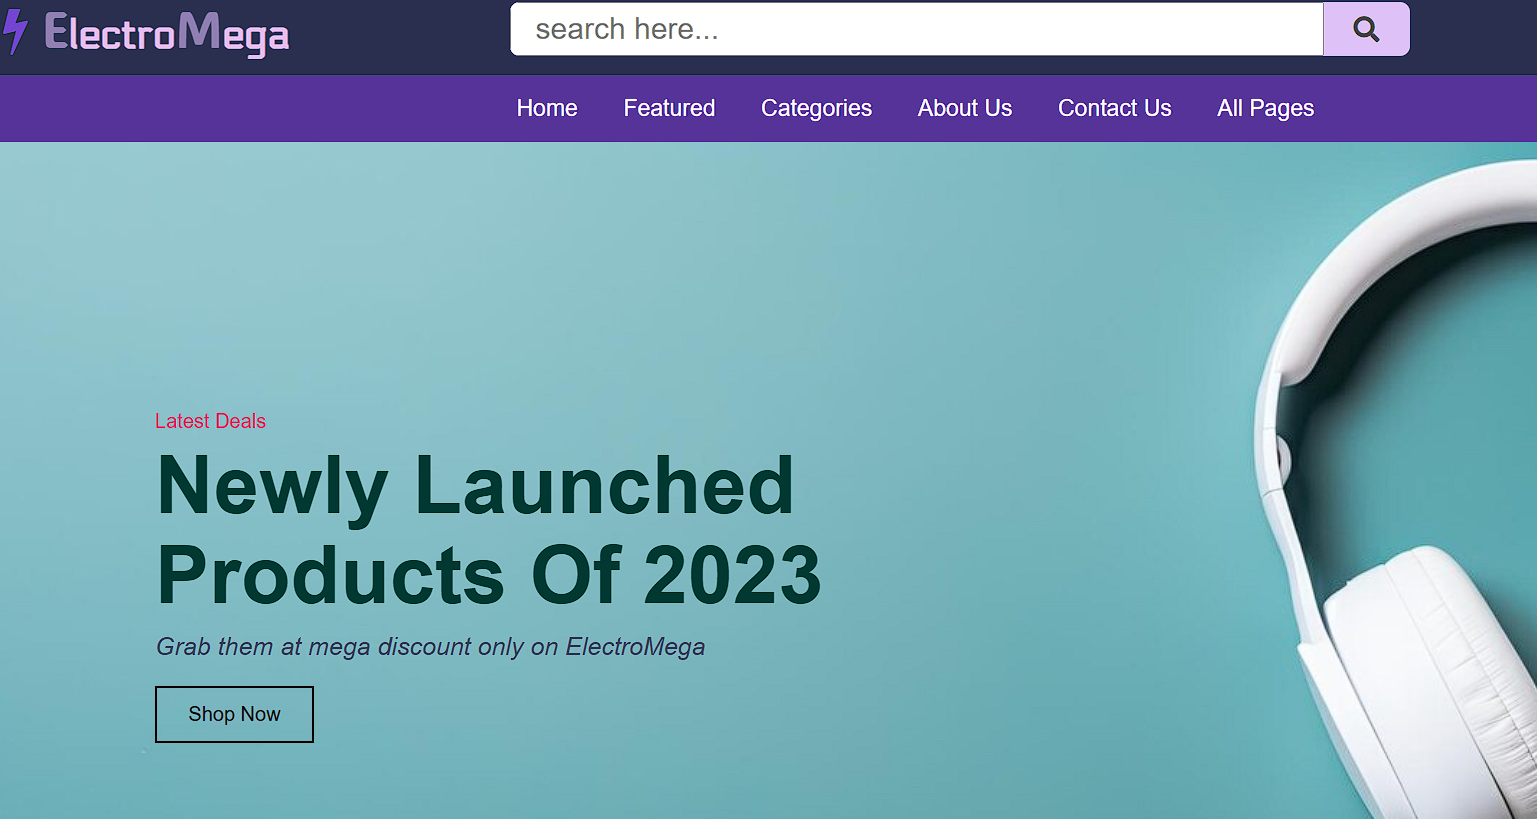 ElectroMega
search here...
Home Featured Categories About Us Contact Us All Pages
Latest Deals
Newly Launched
Products Of 2023
Grab them at mega discount only on ElectroMega
Shop Now